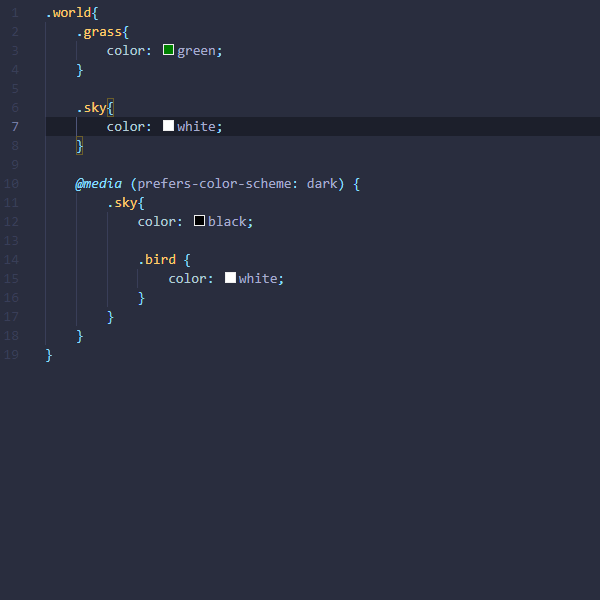 1 .world{
2 .grass{
3 color: green;
4 }
5
6 .sky{
7 color: white;
8 }
9
10 @media (prefers-color-scheme: dark) {
11 .sky{
12 color: black;
13
14 .bird {
15 color: white;
16 }
17 }
18 }
19 }